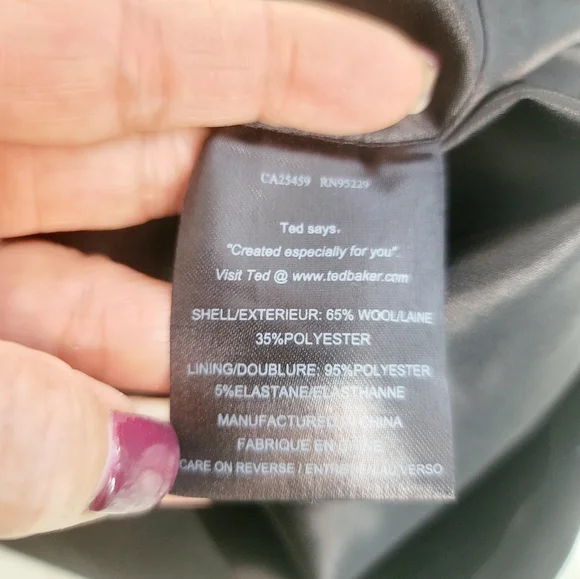 CA25459 RN95229
Ted says,
"Created especially for you".
Visit Ted @ www.tedbaker.com
SHELL/EXTERIEUR: 65% WOOL/LAINE
35%POLYESTER
LINING/DOUBLURE: 95%POLYESTER
5%ELASTANE/ELASTHANNE
MANUFACTURED IN CHINA
FABRIQUE EN CHINE
CARE ON REVERSE / ENTRETIEN AU VERSO